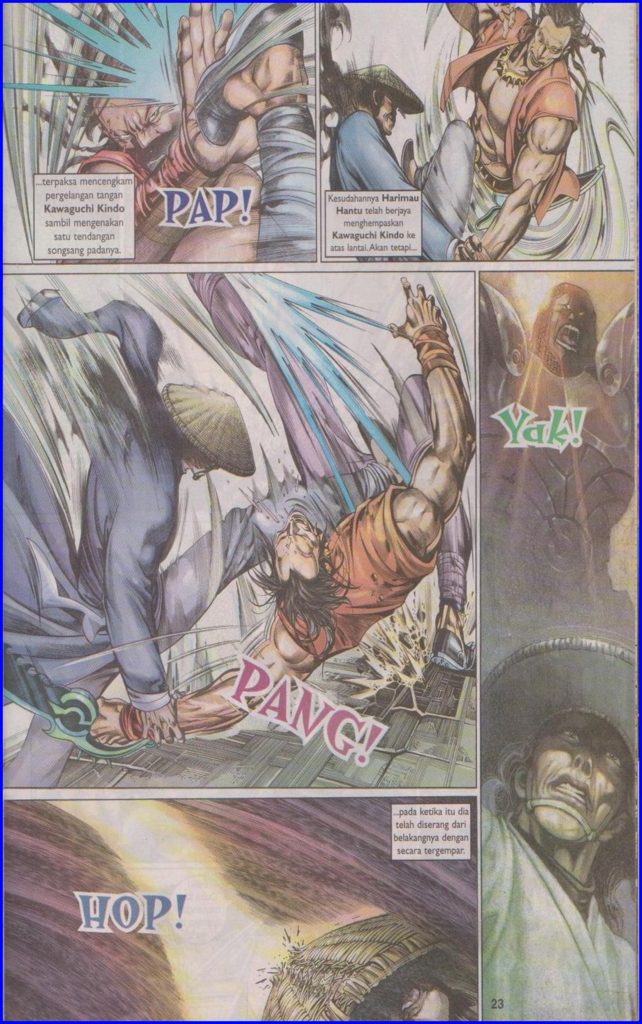 ...terpaksa mencengkam
pergelangan tangan
Kawaguchi Kindo
sambil mengenakan
satu tendangan
songsang padanya.
PAP!
Kesudahannya Harimau
Hantu telah berjaya
menghempaskan
Kawaguchi Kindo ke
atas lantai. Akan tetapi...
PANG!
Yak!
...pada ketika itu dia
telah diserang dari
belakangnya dengan
secara tergempar.
HOP!
23